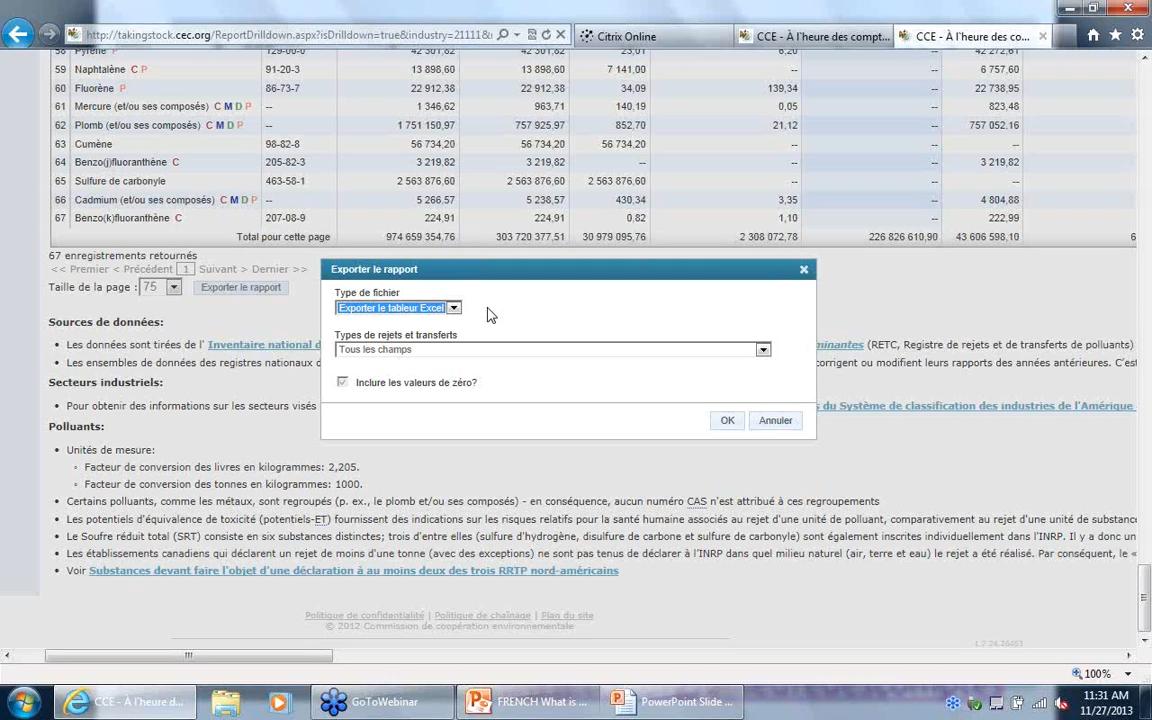 http://takingstock.cec.org/ReportDrilldown.aspx?isDrilldown=true&industry=21111&
Citrix Online
CCE - À l'heure des compt...
CCE - À l'heure des co...
58 Pyrène P 129-00-0 42 301,62 42 301,62 23,01 6,20 -- 42 272,61
59 Naphtalène C P 91-20-3 13 898,60 13 898,60 7 141,00 -- -- 6 757,60
60 Fluorène P 86-73-7 22 912,38 22 912,38 34,09 139,34 -- 22 738,95
61 Mercure (et/ou ses composés) C M D P -- 1 346,62 963,71 140,19 0,05 -- 823,48
62 Plomb (et/ou ses composés) C M D P -- 1 751 150,97 757 925,97 852,70 21,12 -- 757 052,16
63 Cumène 98-82-8 56 734,20 56 734,20 56 734,20 -- -- --
64 Benzo(j)fluoranthène C 205-82-3 3 219,82 3 219,82 -- -- -- 3 219,82
65 Sulfure de carbonyle 463-58-1 2 563 876,60 2 563 876,60 2 563 876,60 -- -- --
66 Cadmium (et/ou ses composés) C M D P -- 5 266,57 5 238,57 430,34 3,35 -- 4 804,88
67 Benzo(k)fluoranthène C 207-08-9 224,91 224,91 0,82 1,10 -- 222,99
Total pour cette page 974 659 354,76 303 720 377,51 30 979 095,76 2 308 072,78 226 826 610,90 43 606 598,10 6
67 enregistrements retournés
<< Premier < Précédent 1 Suivant > Dernier >>
Taille de la page : 75 Exporter le rapport
Exporter le rapport
Type de fichier
Exporter le tableur Excel
Types de rejets et transferts
Tous les champs
Inclure les valeurs de zéro?
OK Annuler
Sources de données:
• Les données sont tirées de l' Inventaire national d minantes (RETC, Registre de rejets et de transferts de polluants)
• Les ensembles de données des registres nationaux d corrigent ou modifient leurs rapports des années antérieures. C'est
Secteurs industriels:
• Pour obtenir des informations sur les secteurs visés s du Système de classification des industries de l'Amérique
Polluants:
• Unités de mesure:
◦ Facteur de conversion des livres en kilogrammes: 2,205.
◦ Facteur de conversion des tonnes en kilogrammes: 1000.
• Certains polluants, comme les métaux, sont regroupés (p. ex., le plomb et/ou ses composés) - en conséquence, aucun numéro CAS n'est attribué à ces regroupements
• Les potentiels d'équivalence de toxicité (potentiels-ET) fournissent des indications sur les risques relatifs pour la santé humaine associés au rejet d'une unité de polluant, comparativement au rejet d'une unité de substanc
• Le Soufre réduit total (SRT) consiste en six substances distinctes; trois d'entre elles (sulfure d'hydrogène, disulfure de carbone et sulfure de carbonyle) sont également inscrites individuellement dans l'INRP. Il y a donc un
• Les établissements canadiens qui déclarent un rejet de moins d'une tonne (avec des exceptions) ne sont pas tenus de déclarer à l'INRP dans quel milieu naturel (air, terre et eau) le rejet a été réalisé. Par conséquent, le «
• Voir Substances devant faire l'objet d'une déclaration à au moins deux des trois RRTP nord-américains
Politique de confidentialité | Politique de chaînage | Plan du site
© 2012 Commission de coopération environnementale
100%
CCE - À l'heure d...
GoToWebinar
FRENCH What is ...
PowerPoint Slide ...
11:31 AM
11/27/2013